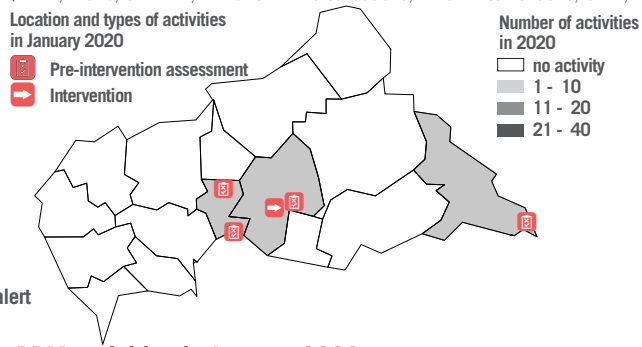 Location and types of activities
in January 2020
Pre-intervention assessment
Intervention
Number of activities
in 2020
no activity
1 - 10
11 - 20
21 - 40
alert